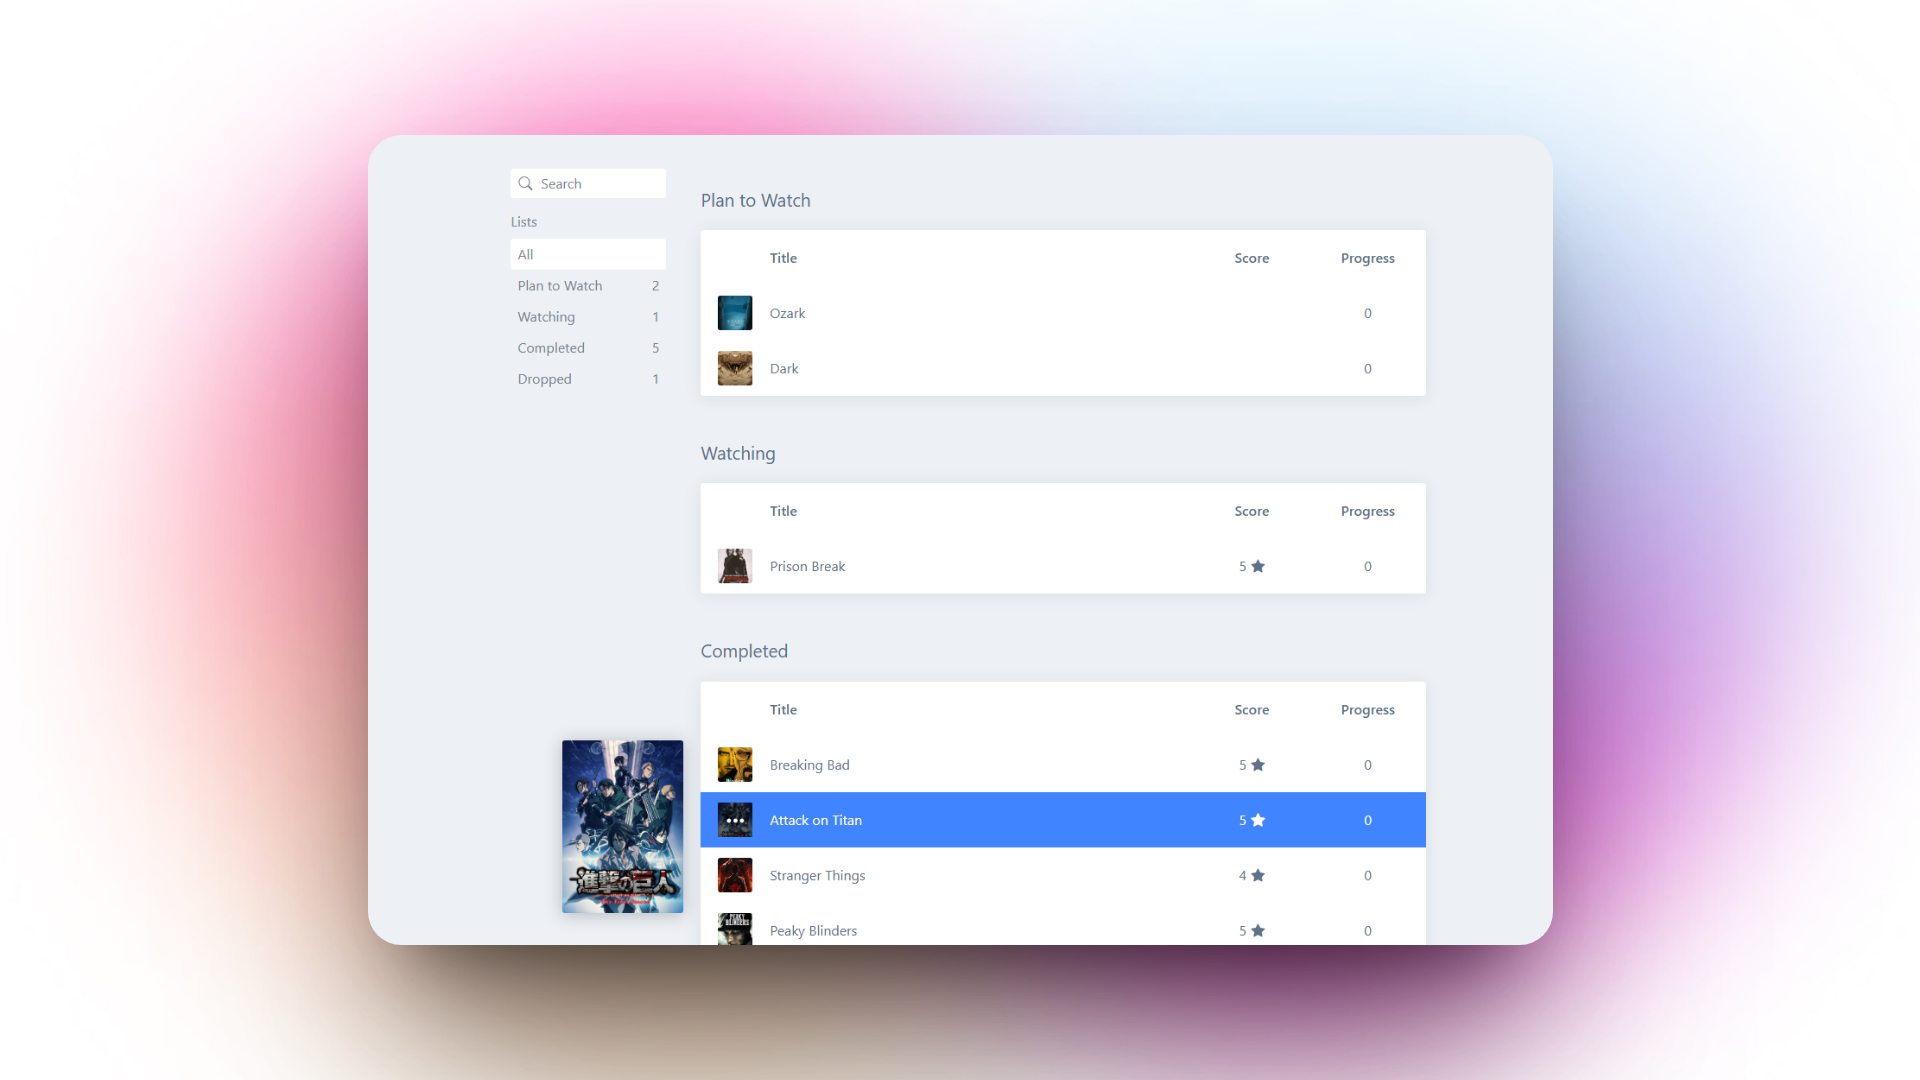 Search
Lists
All
Plan to Watch 2
Watching 1
Completed 5
Dropped 1
Plan to Watch
Title Score Progress
Ozark 0
Dark 0
Watching
Title Score Progress
Prison Break 5 0
Completed
Title Score Progress
Breaking Bad 5 0
Attack on Titan 5 0
Stranger Things 4 0
PEAKY
BLINDERS
Peaky Blinders 5 0
進撃の巨人